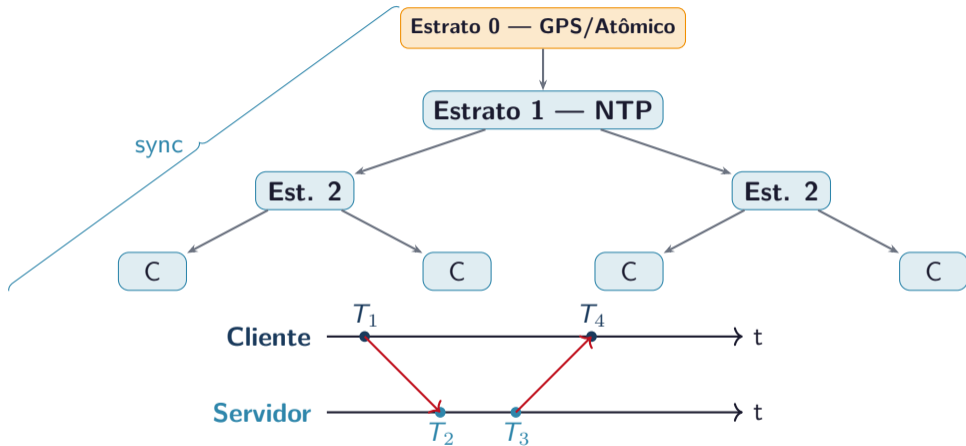 Estrato 0 — GPS/Atômico
Estrato 1 — NTP
sync
Est. 2
Est. 2
C
C
C
C
T₁
T₄
Cliente
t
Servidor
t
T₂
T₃